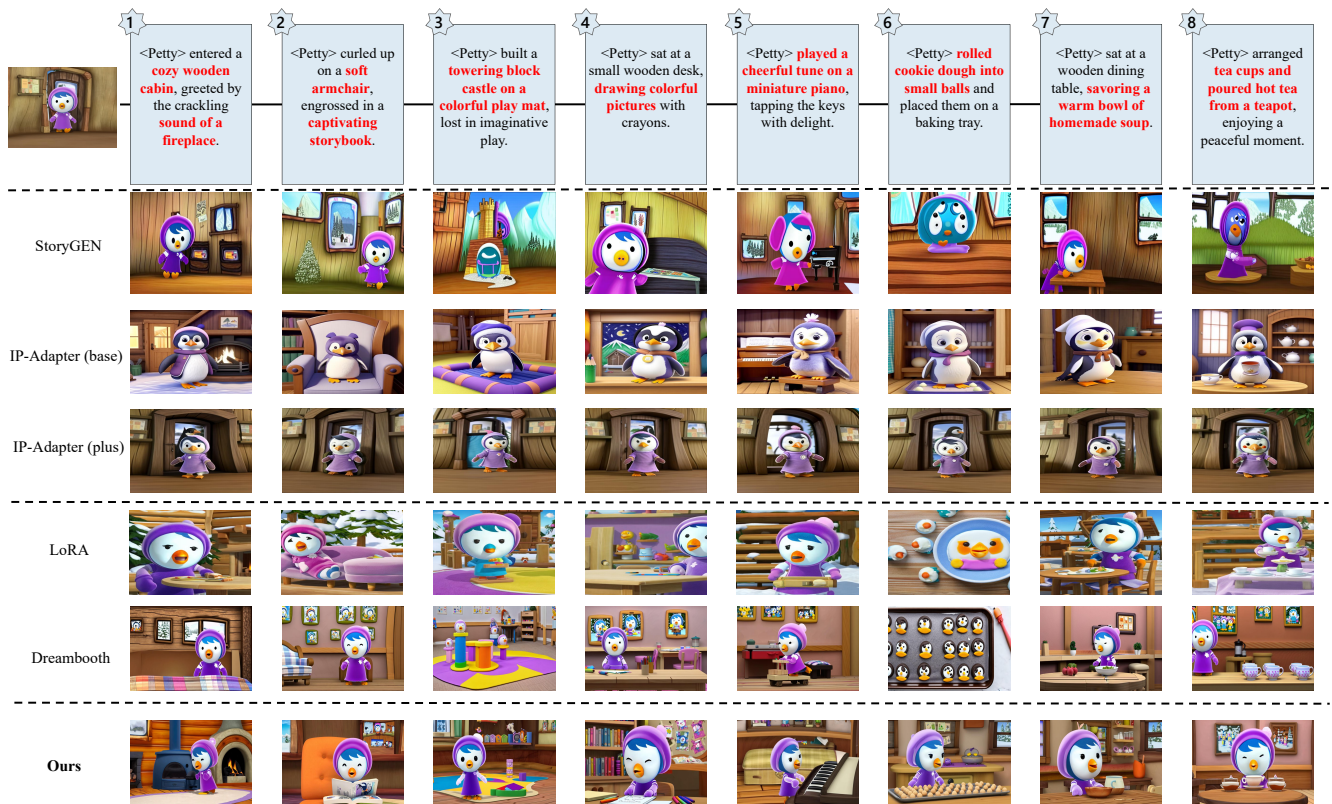 1
<Petty> entered a
cozy wooden
cabin, greeted by
the crackling
sound of a
fireplace.
2
<Petty> curled up
on a soft
armchair,
engrossed in a
captivating
storybook.
3
<Petty> built a
towering block
castle on a
colorful play mat,
lost in imaginative
play.
4
<Petty> sat at a
small wooden desk,
drawing colorful
pictures with
crayons.
5
<Petty> played a
cheerful tune on a
miniature piano,
tapping the keys
with delight.
6
<Petty> rolled
cookie dough into
small balls and
placed them on a
baking tray.
7
<Petty> sat at a
wooden dining
table, savoring a
warm bowl of
homemade soup.
8
<Petty> arranged
tea cups and
poured hot tea
from a teapot,
enjoying a
peaceful moment.
StoryGEN
IP-Adapter (base)
IP-Adapter (plus)
LoRA
Dreambooth
Ours